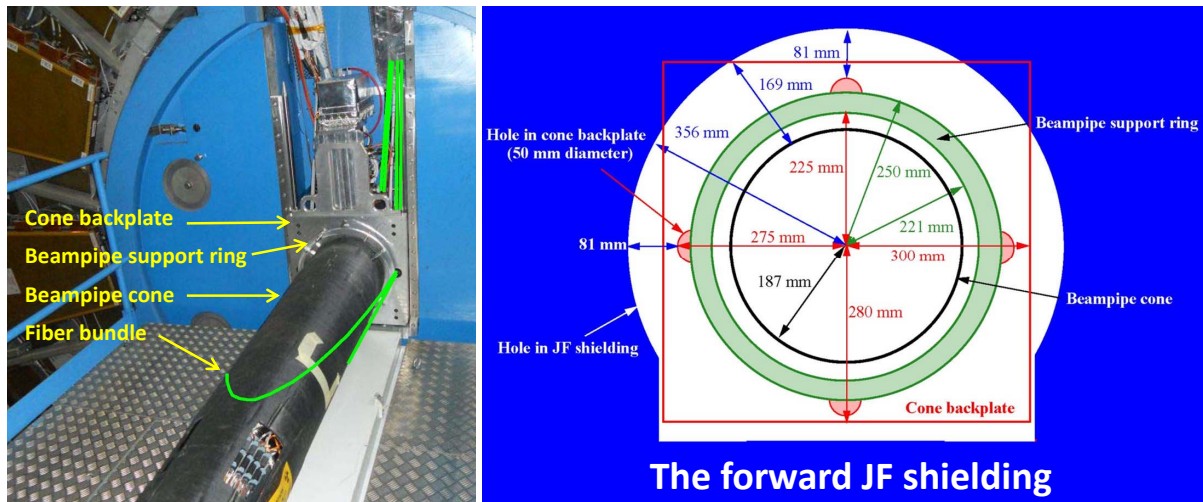 Cone backplate
Beampipe support ring
Beampipe cone
Fiber bundle
81 mm
169 mm
Hole in cone backplate
(50 mm diameter)
356 mm
Beampipe support ring
225 mm
250 mm
221 mm
81 mm
275 mm
300 mm
187 mm
280 mm
Beampipe cone
Hole in JF shielding
Cone backplate
The forward JF shielding